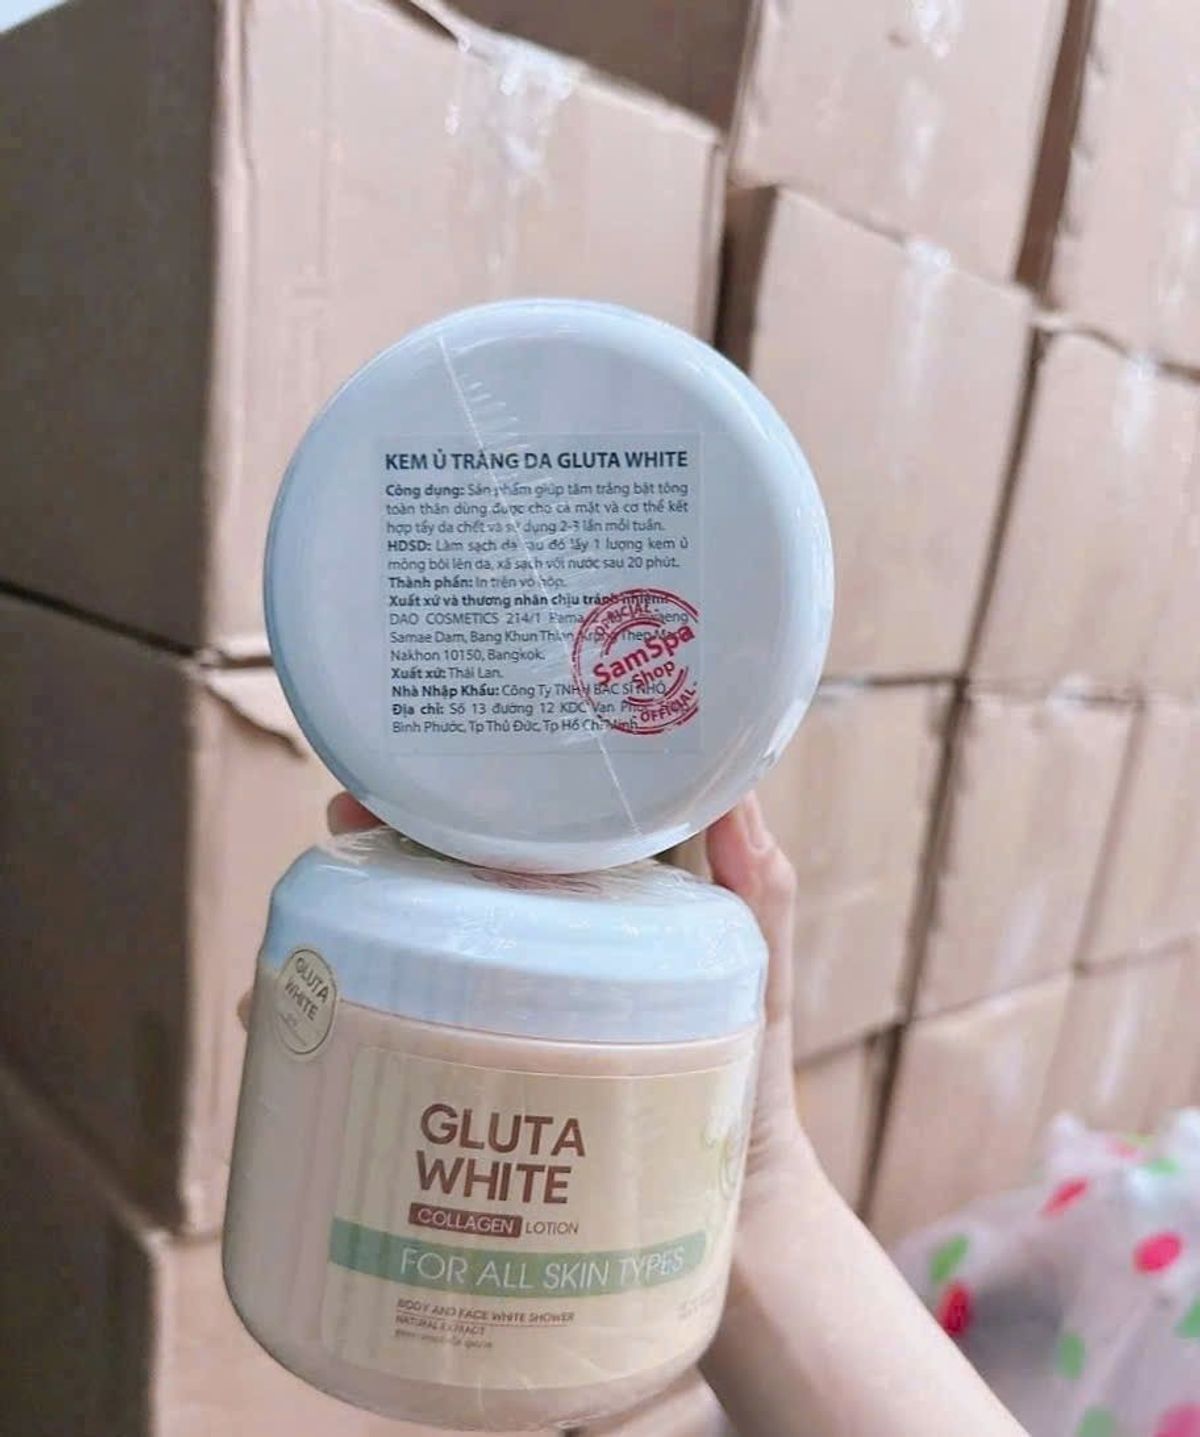 KEM Ủ TRẮNG DA GLUTA WHITE
Công dụng: Sản phẩm giúp tắm trắng bật tông
toàn thân dùng được cho cả mặt và cơ thể kết
hợp tẩy da chết và sử dụng 2-3 lần mỗi tuần.
HDSD: Làm sạch da sau đó lấy 1 lượng kem ủ
mỏng bôi lên da, xả sạch với nước sau 20 phút.
Thành phần: In trên vỏ hộp.
Xuất xứ và thương nhân chịu trách nhiệm:
DAO COSMETICS 214/1 Rama
Samae Dam, Bang Khun Thian, Krung Thep Maha
Nakhon 10150, Bangkok.
Xuất xứ: Thái Lan.
Nhà Nhập Khẩu: Công Ty TNHH BÁC SĨ NHỎ
Địa chỉ: Số 13 đường 12 KDC Vạn
Bình Phước, Tp Thủ Đức, Tp Hồ Chí Minh
OFFICIAL
SamSpa
Shop
OFFICIAL
GLUTA
WHITE
GLUTA
WHITE
COLLAGEN LOTION
FOR ALL SKIN TYPES
BODY AND FACE WHITE SHOWER
NATURAL EXTRACT